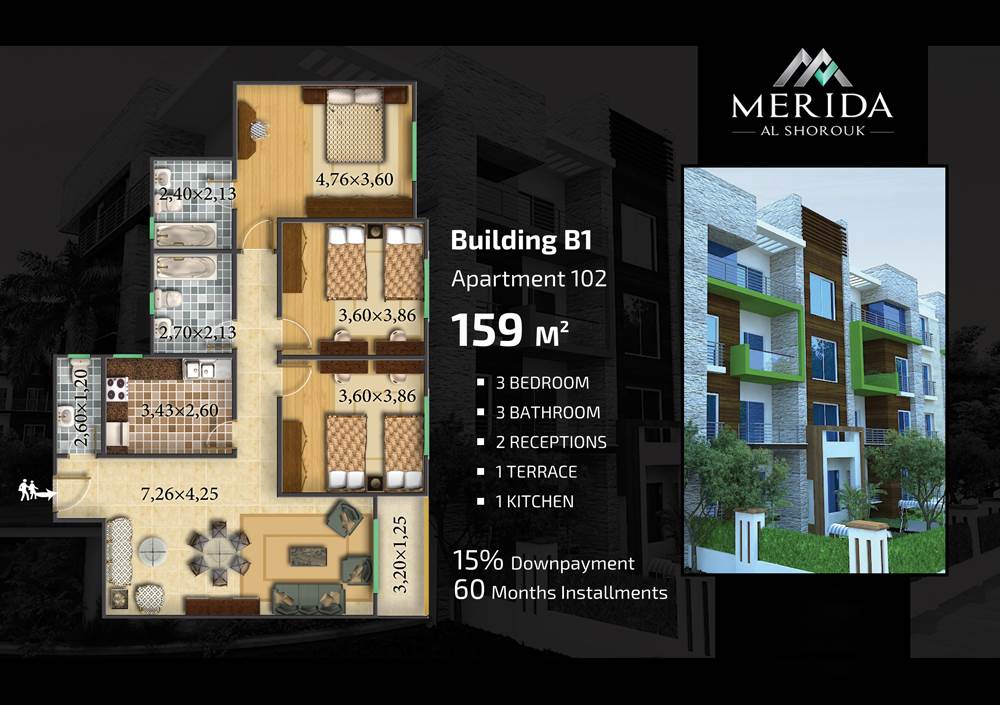 MERIDA
AL SHOROUK
4,76×3,60
2,40×2,13
3,60×3,86
2,70×2,13
3,60×3,86
2,60×1,20
3,43×2,60
7,26×4,25
3,20×1,25
Building B1
Apartment 102
159 M²
3 BEDROOM
3 BATHROOM
2 RECEPTIONS
1 TERRACE
1 KITCHEN
15% Downpayment
60 Months Installments